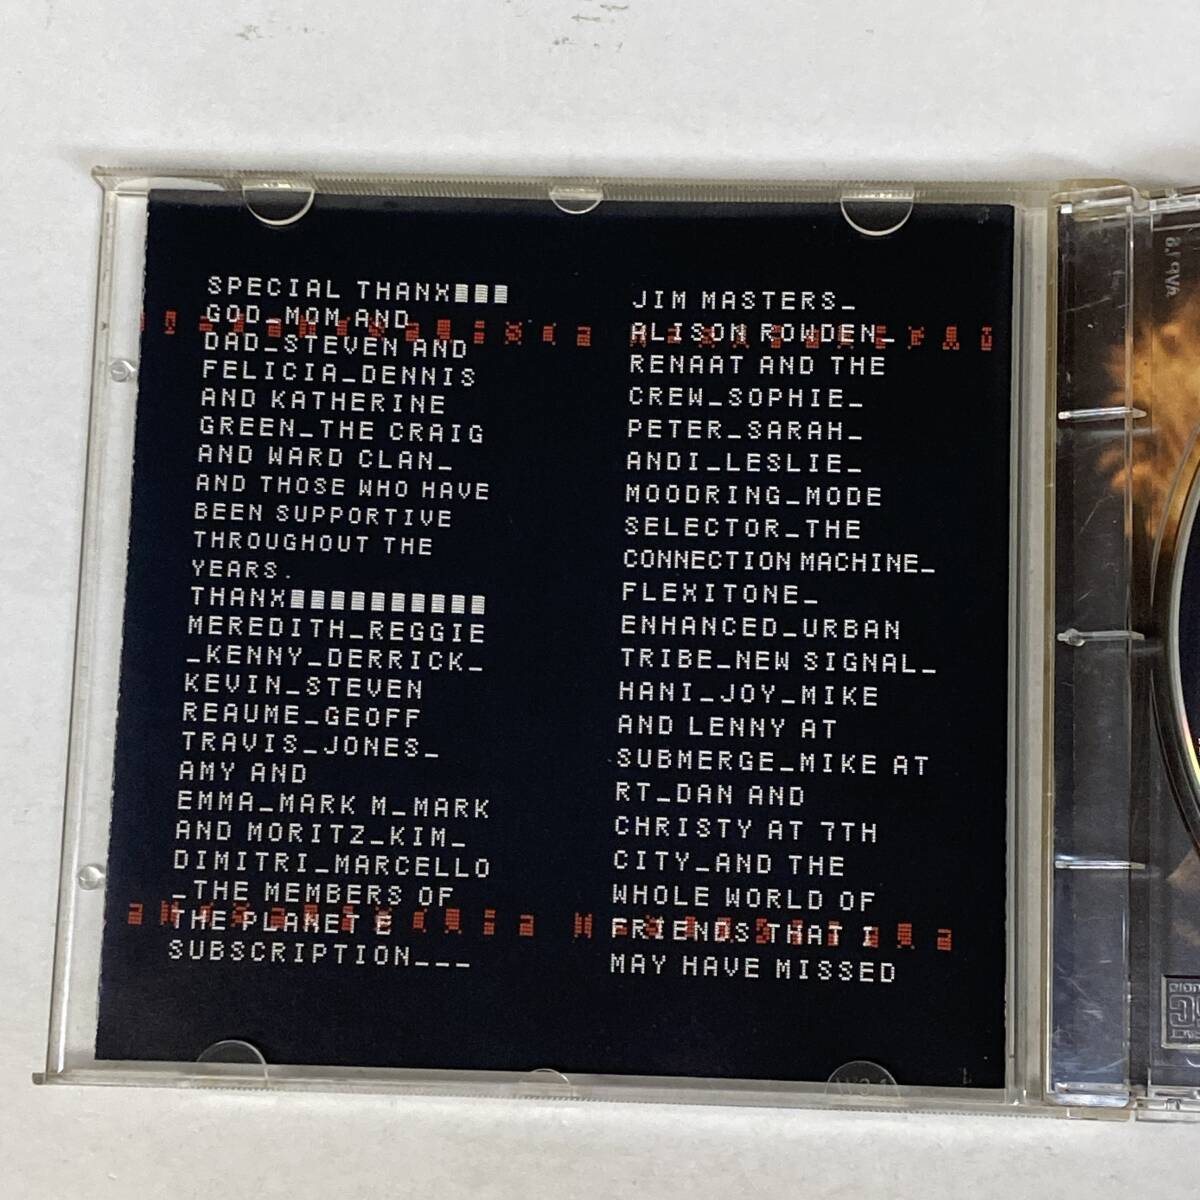 SPECIAL THANX
GOD_MOM AND
DAD_STEVEN AND
FELICIA_DENNIS
AND KATHERINE
GREEN_THE CRAIG
AND WARD CLAN_
AND THOSE WHO HAVE
BEEN SUPPORTIVE
THROUGHOUT THE
YEARS.
THANX
MEREDITH_REGGIE
_KENNY_DERRICK_
KEVIN_STEVEN
REAUME_GEOFF
TRAVIS_JONES_
AMY AND
EMMA_MARK M_MARK
AND MORITZ_KIM_
DIMITRI_MARCELLO
_THE MEMBERS OF
THE PLANET E
SUBSCRIPTION___
JIM MASTERS_
ALISON ROWDEN_
RENAAT AND THE
CREW_SOPHIE_
PETER_SARAH_
ANDI_LESLIE_
MOODRING_MODE
SELECTOR_THE
CONNECTION MACHINE_
FLEXITONE_
ENHANCED_URBAN
TRIBE_NEW SIGNAL_
HANI_JOY_MIKE
AND LENNY AT
SUBMERGE_MIKE AT
RT_DAN AND
CHRISTY AT 7TH
CITY_AND THE
WHOLE WORLD OF
FRIENDS THAT I
MAY HAVE MISSED